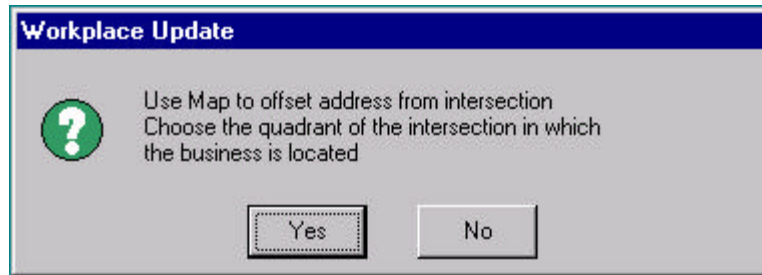 Workplace Update
Use Map to offset address from intersection
Choose the quadrant of the intersection in which
the business is located
Yes
No